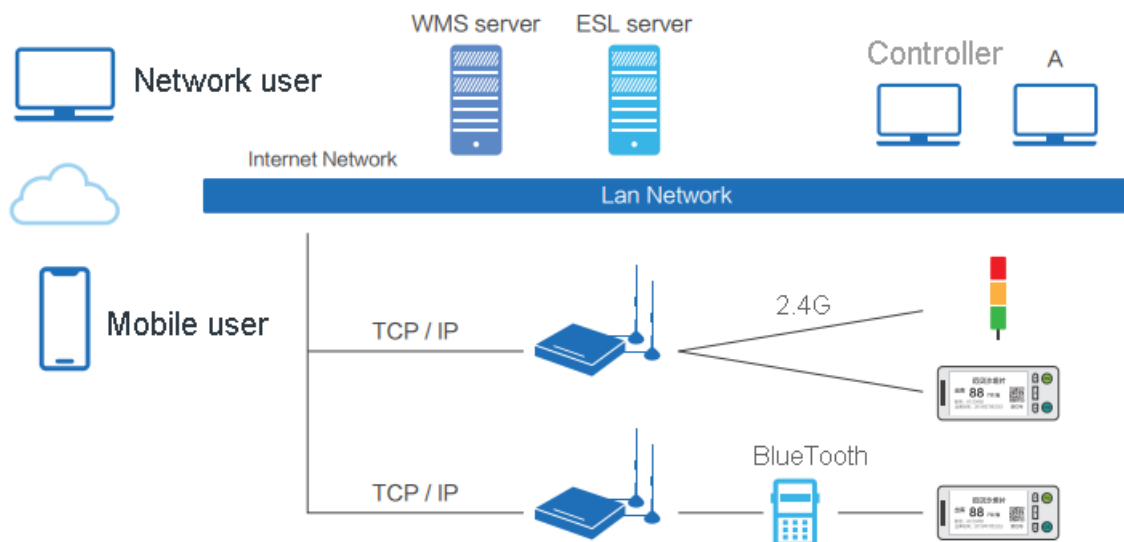 WMS server
ESL server
Controller
A
Network user
Internet Network
Lan Network
Mobile user
2.4G
TCP / IP
88
BlueTooth
TCP / IP
88